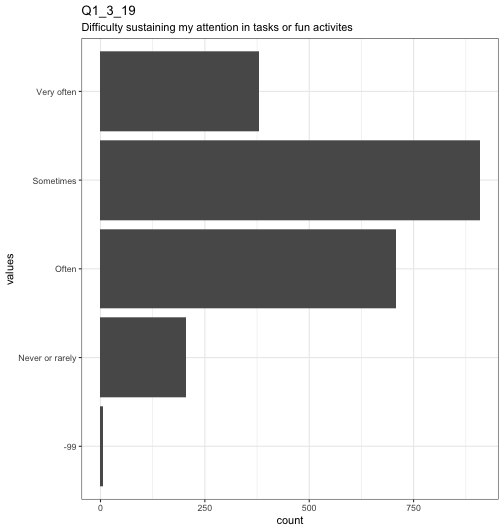 Q1_3_19
Difficulty sustaining my attention in tasks or fun activites
Very often
Sometimes
Often
Never or rarely
-99
values
0
250
500
750
count